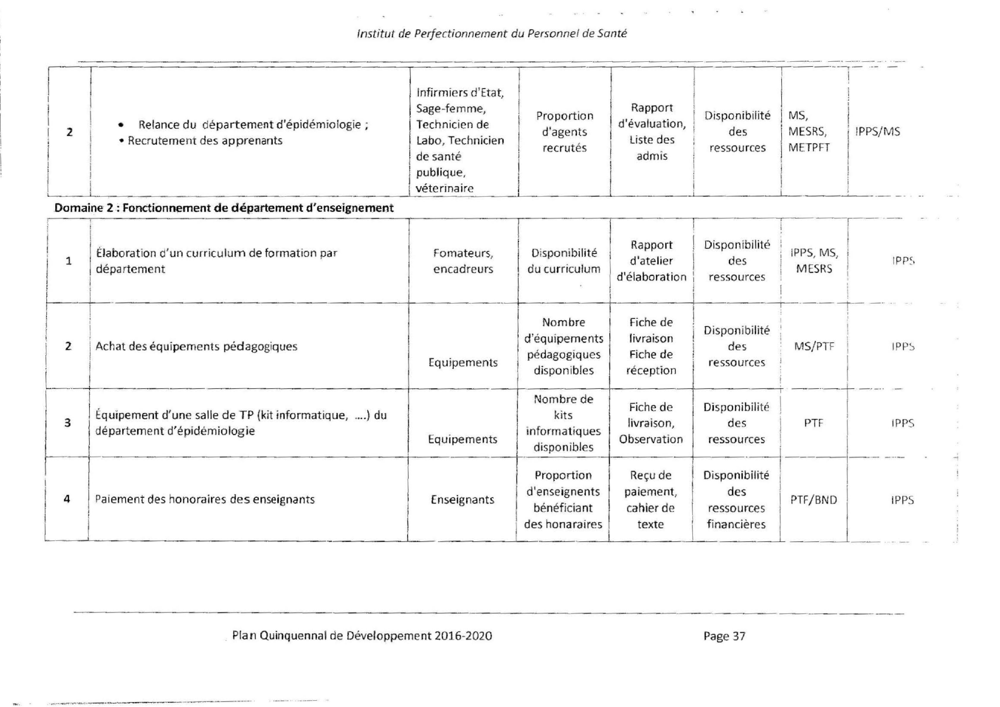 Institut de Perfectionnement du Personnel de Santé
2
• Relance du département d'épidémiologie ;
• Recrutement des apprenants
Infirmiers d'Etat,
Sage-femme,
Technicien de
Labo, Technicien
de santé
publique,
véterinaire
Proportion
d'agents
recrutés
Rapport
d'évaluation,
Liste des
admis
Disponibilité
des
ressources
MS,
MESRS,
METPFT
IPPS/MS
Domaine 2 : Fonctionnement de département d'enseignement
1
Élaboration d'un curriculum de formation par
département
Fomateurs,
encadreurs
Disponibilité
du curriculum
Rapport
d'atelier
d'élaboration
Disponibilité
des
ressources
IPPS, MS,
MESRS
IPPS
2
Achat des équipements pédagogiques
Equipements
Nombre
d'équipements
pédagogiques
disponibles
Fiche de
livraison
Fiche de
réception
Disponibilité
des
ressources
MS/PTF
IPPS
3
Équipement d'une salle de TP (kit informatique, ....) du
département d'épidémiologie
Equipements
Nombre de
kits
informatiques
disponibles
Fiche de
livraison,
Observation
Disponibilité
des
ressources
PTF
IPPS
4
Paiement des honoraires des enseignants
Enseignants
Proportion
d'enseignents
bénéficiant
des honaraires
Reçu de
paiement,
cahier de
texte
Disponibilité
des
ressources
financières
PTF/BND
IPPS
Plan Quinquennal de Développement 2016-2020
Page 37